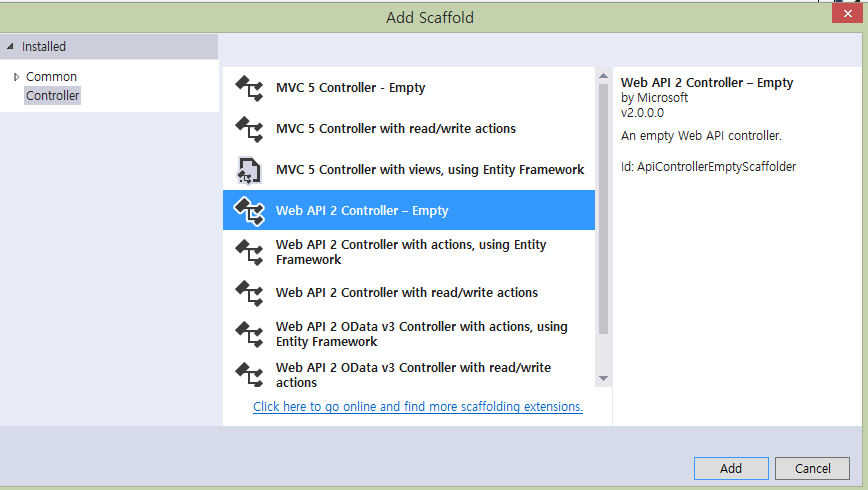 Add Scaffold
Installed
Common
Controller
MVC 5 Controller - Empty
MVC 5 Controller with read/write actions
MVC 5 Controller with views, using Entity Framework
Web API 2 Controller – Empty
Web API 2 Controller with actions, using Entity
Framework
Web API 2 Controller with read/write actions
Web API 2 OData v3 Controller with actions, using
Entity Framework
Web API 2 OData v3 Controller with read/write
actions
Click here to go online and find more scaffolding extensions.
Web API 2 Controller – Empty
by Microsoft
v2.0.0.0
An empty Web API controller.
Id: ApiControllerEmptyScaffolder
Add
Cancel